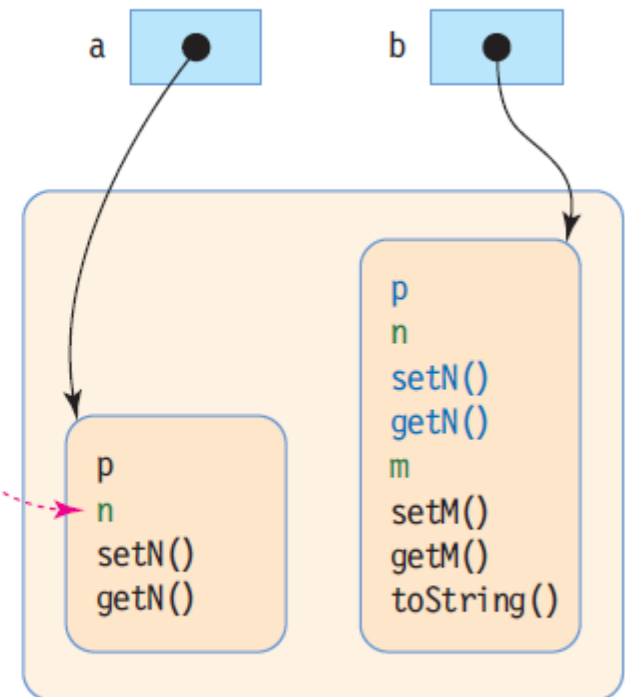 a
b
p
n
setN()
getN()
p
n
setN()
getN()
m
setM()
getM()
toString()